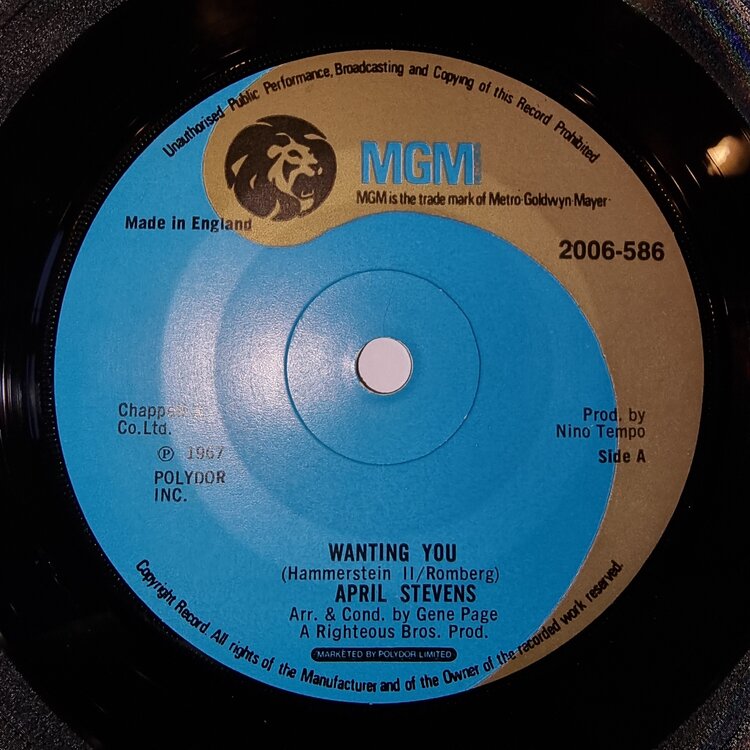 Unauthorised Public Performance, Broadcasting and Copying of this Record Prohibited
MGM
MGM is the trade mark of Metro-Goldwyn-Mayer
Made in England
2006-586
Chappell
Co.Ltd.
Ⓟ 1967
POLYDOR
INC.
Prod. by
Nino Tempo
Side A
WANTING YOU
(Hammerstein II/Romberg)
APRIL STEVENS
Arr. & Cond. by Gene Page
A Righteous Bros. Prod.
MARKETED BY POLYDOR LIMITED
Copyright Record. All rights of the Manufacturer and of the Owner of the racorded work reserved.